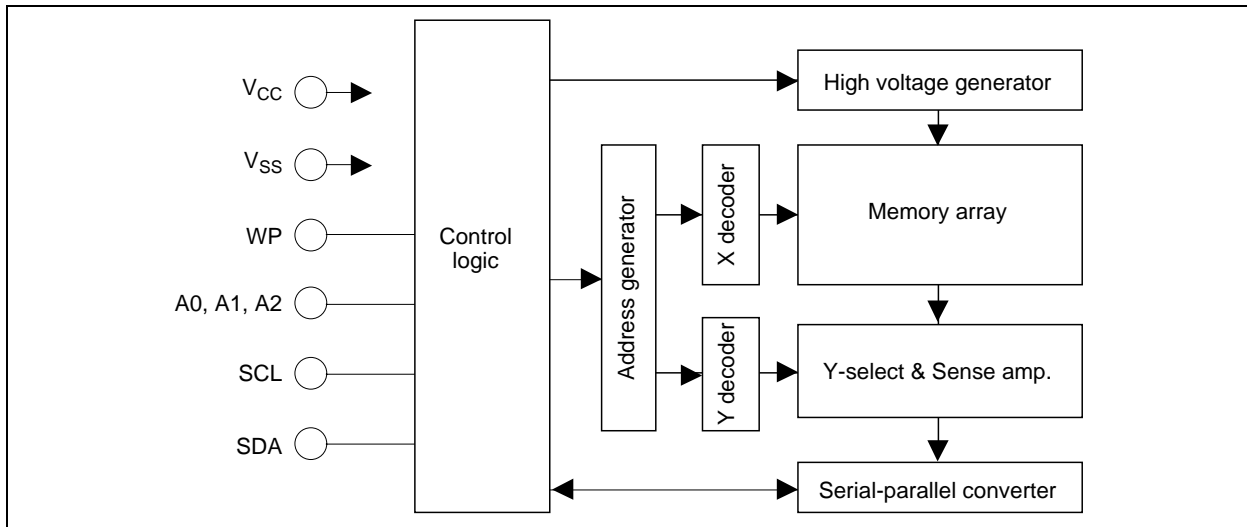 V_CC
V_SS
WP
A0, A1, A2
SCL
SDA
Control
logic
Address generator
X decoder
Y decoder
High voltage generator
Memory array
Y-select & Sense amp.
Serial-parallel converter